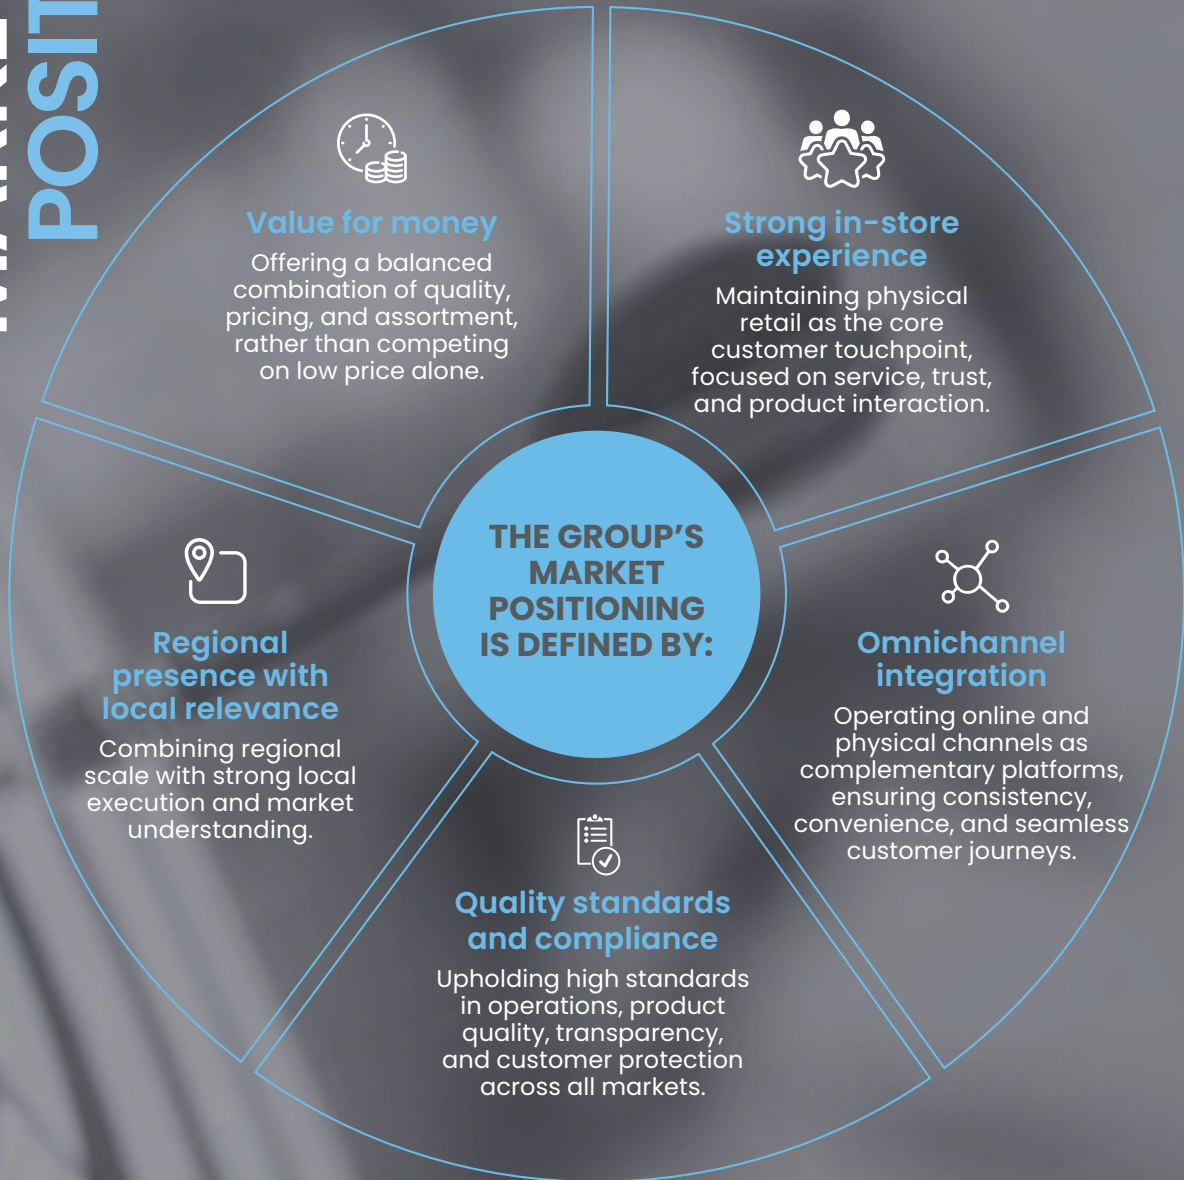 POSIT
THE GROUP'S
MARKET
POSITIONING
IS DEFINED BY:
Value for money
Offering a balanced
combination of quality,
pricing, and assortment,
rather than competing
on low price alone.
Strong in-store
experience
Maintaining physical
retail as the core
customer touchpoint,
focused on service, trust,
and product interaction.
Omnichannel
integration
Operating online and
physical channels as
complementary platforms,
ensuring consistency,
convenience, and seamless
customer journeys.
Quality standards
and compliance
Upholding high standards
in operations, product
quality, transparency,
and customer protection
across all markets.
Regional
presence with
local relevance
Combining regional
scale with strong local
execution and market
understanding.